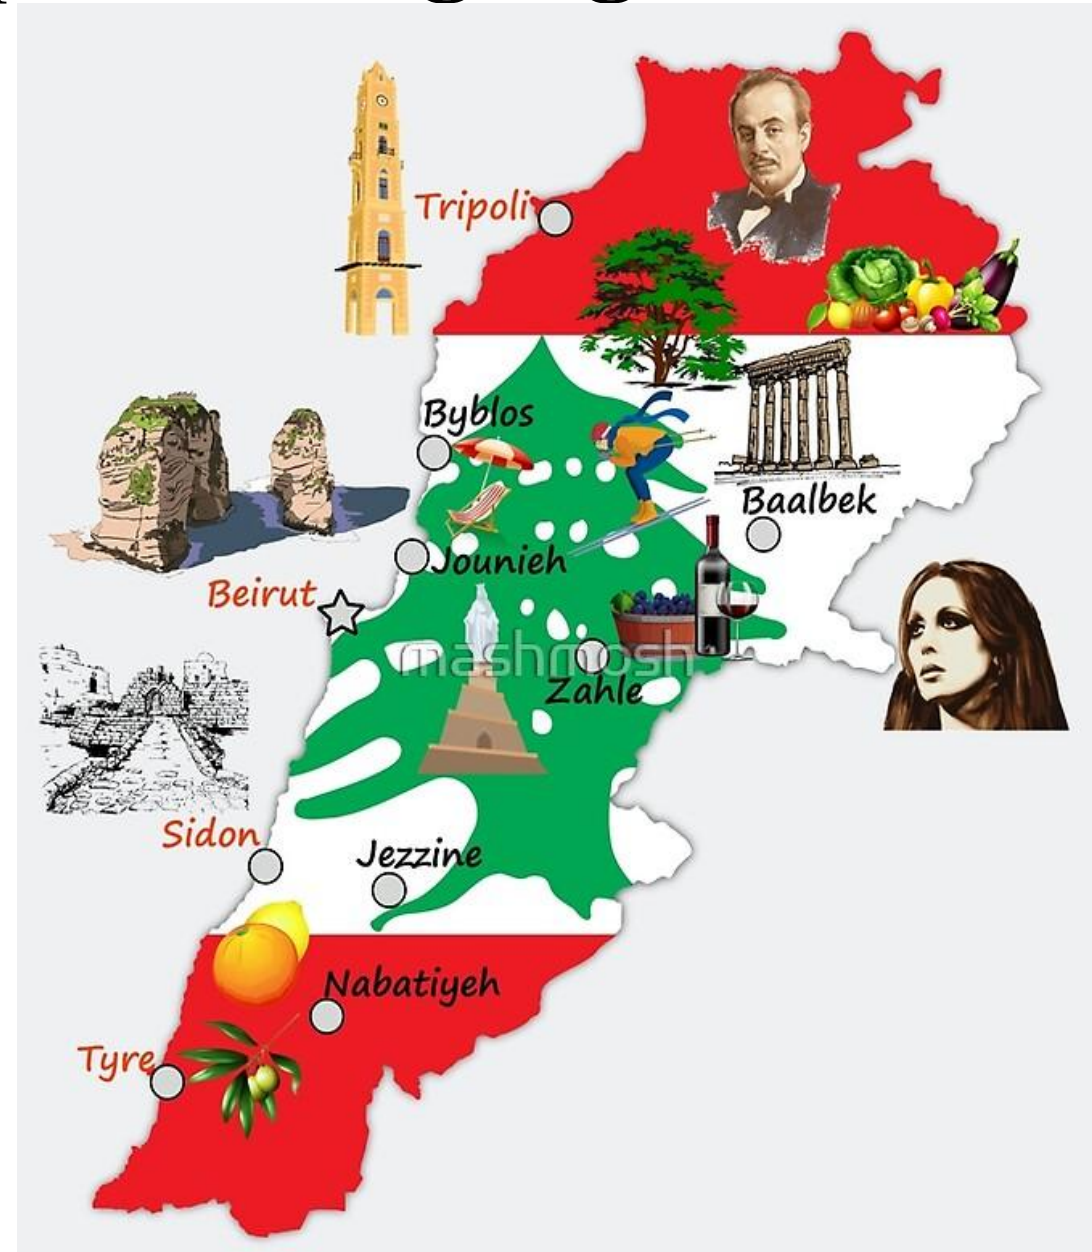 Tripoli
Byblos
Baalbek
Jounieh
Beirut
mashmosh
Zahle
Sidon
Jezzine
Nabatiyeh
Tyre